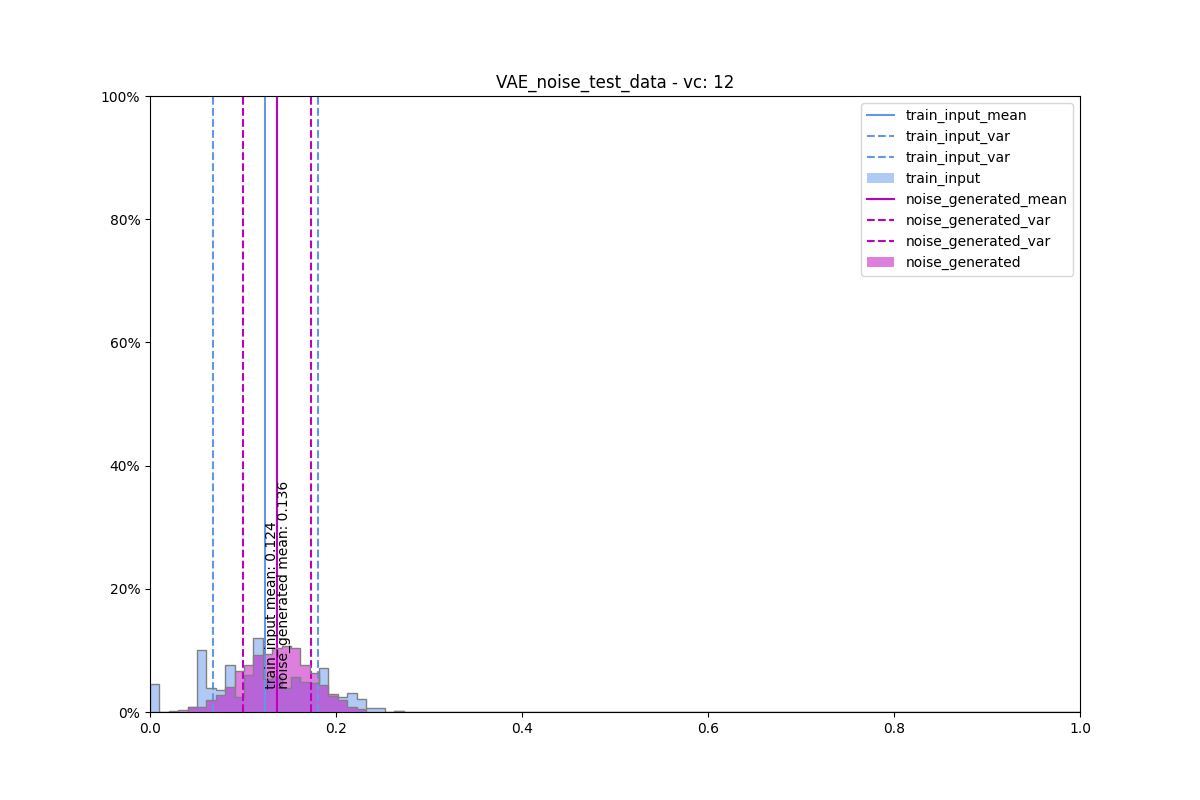 VAE_noise_test_data - vc: 12
100%
80%
60%
40%
20%
0%
0.0
0.2
0.4
0.6
0.8
1.0
train_input_mean
train_input_var
train_input_var
train_input
noise_generated_mean
noise_generated_var
noise_generated_var
noise_generated
train_input mean: 0.124
noise_generated mean: 0.136